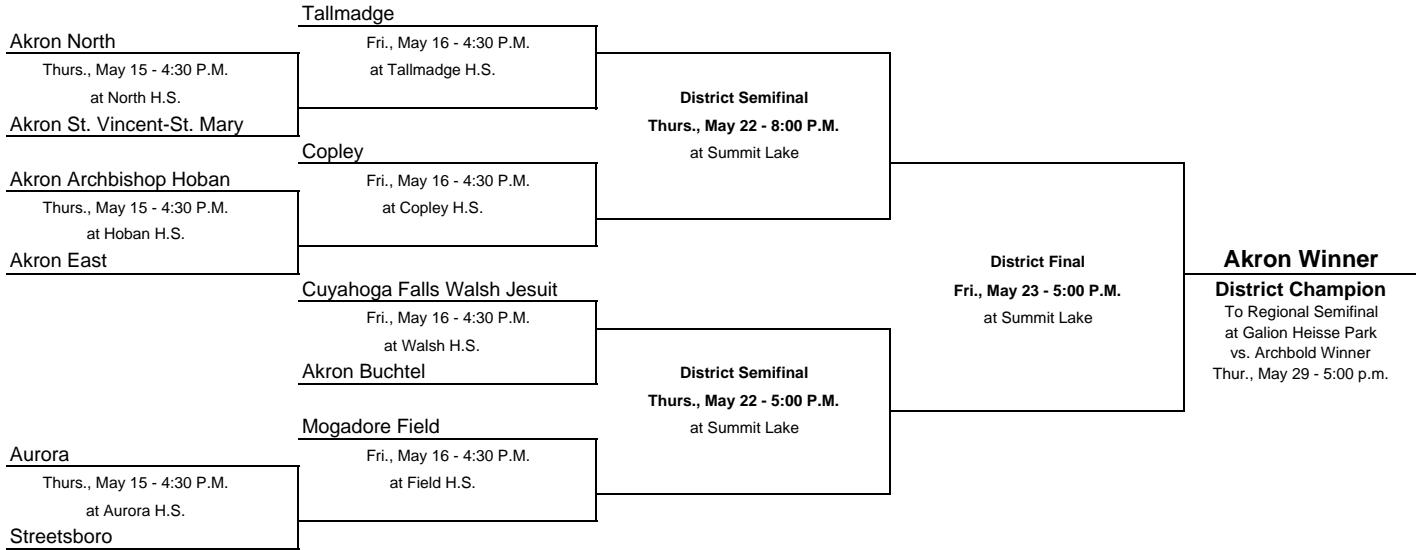 Tallmadge
Akron North
Fri., May 16 - 4:30 P.M.
Thurs., May 15 - 4:30 P.M.
at Tallmadge H.S.
at North H.S.
District Semifinal
Akron St. Vincent-St. Mary
Thurs., May 22 - 8:00 P.M.
Copley
at Summit Lake
Akron Archbishop Hoban
Fri., May 16 - 4:30 P.M.
Thurs., May 15 - 4:30 P.M.
at Copley H.S.
at Hoban H.S.
Akron East
District Final
Akron Winner
Cuyahoga Falls Walsh Jesuit
Fri., May 23 - 5:00 P.M.
District Champion
Fri., May 16 - 4:30 P.M.
at Summit Lake
To Regional Semifinal
at Walsh H.S.
at Galion Heisse Park
Akron Buchtel
District Semifinal
vs. Archbold Winner
Thurs., May 22 - 5:00 P.M.
Thur., May 29 - 5:00 p.m.
Mogadore Field
at Summit Lake
Aurora
Fri., May 16 - 4:30 P.M.
Thurs., May 15 - 4:30 P.M.
at Field H.S.
at Aurora H.S.
Streetsboro